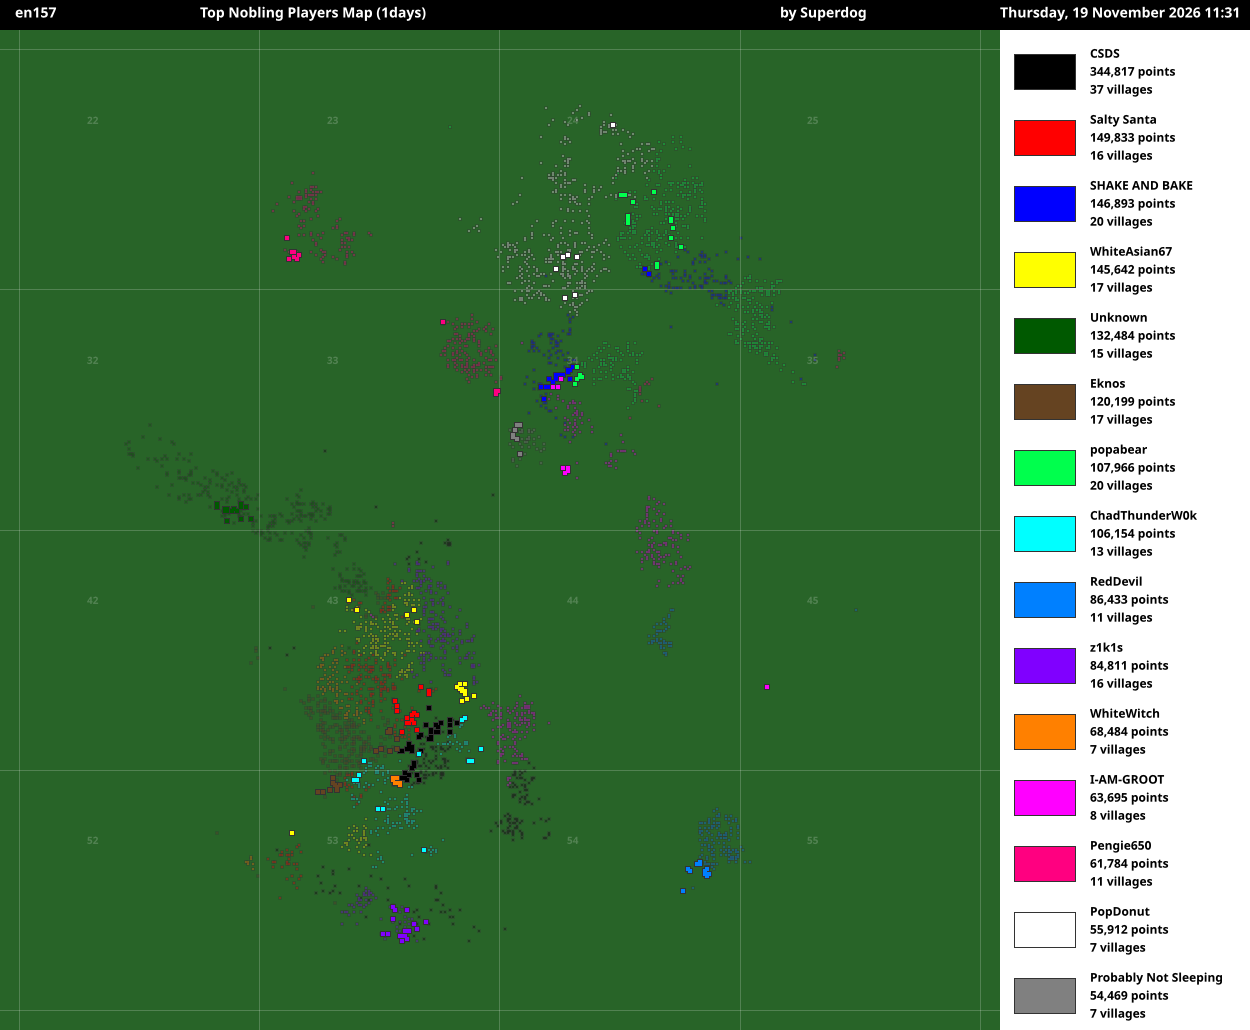 en157 Top Nobling Players Map (1days) by Superdog Thursday, 19 November 2026 11:31
CSDS
344,817 points
37 villages
Salty Santa
149,833 points
16 villages
SHAKE AND BAKE
146,893 points
20 villages
WhiteAsian67
145,642 points
17 villages
Unknown
132,484 points
15 villages
Eknos
120,199 points
17 villages
popabear
107,966 points
20 villages
ChadThunderW0k
106,154 points
13 villages
RedDevil
86,433 points
11 villages
z1k1s
84,811 points
16 villages
WhiteWitch
68,484 points
7 villages
I-AM-GROOT
63,695 points
8 villages
Pengie650
61,784 points
11 villages
PopDonut
55,912 points
7 villages
Probably Not Sleeping
54,469 points
7 villages
22 23 24 25
32 33 34 35
42 43 44 45
52 53 54 55